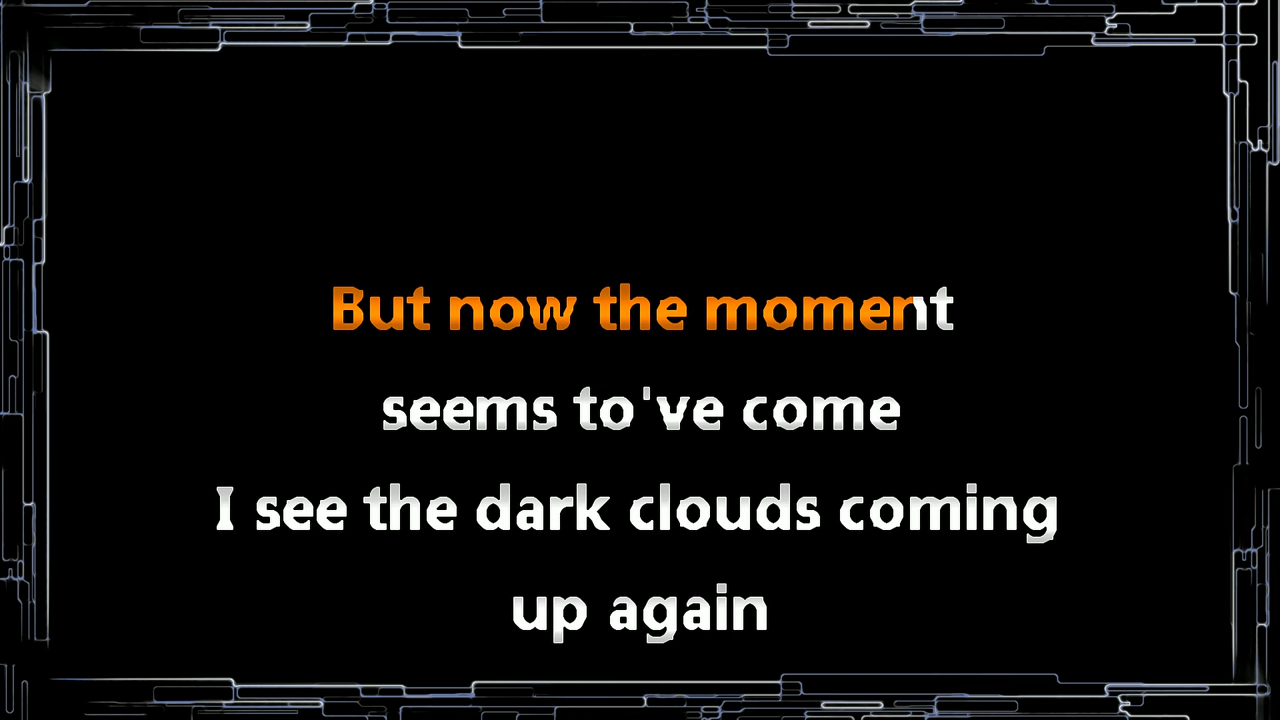 But now the moment
seems to've come
I see the dark clouds coming
up again